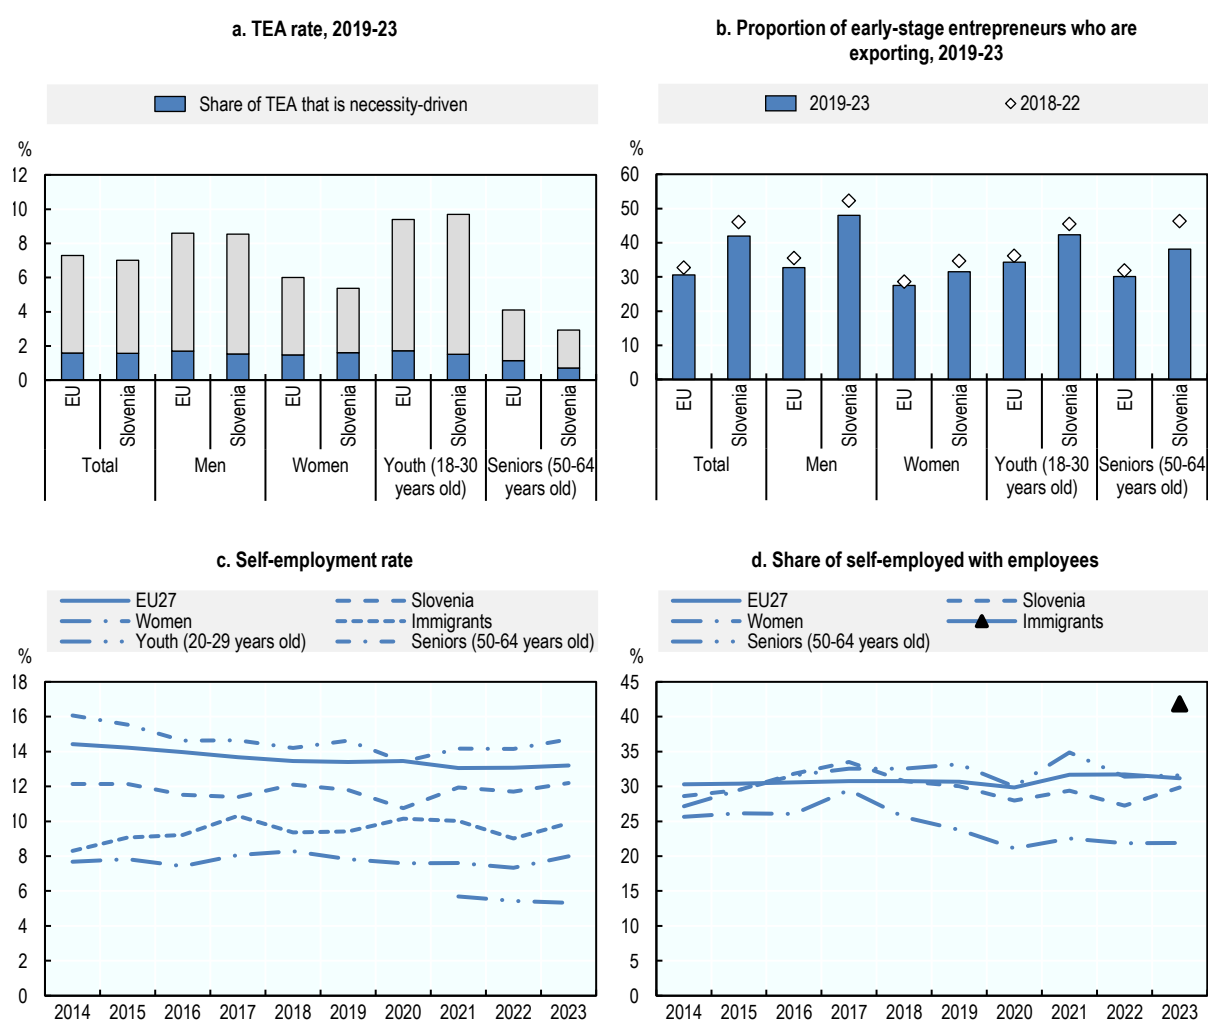 a. TEA rate, 2019-23
Share of TEA that is necessity-driven
%
12
10
8
6
4
2
0
EU
Slovenia
EU
Slovenia
EU
Slovenia
EU
Slovenia
EU
Slovenia
Total
Men
Women
Youth (18-30
years old)
Seniors (50-64
years old)
b. Proportion of early-stage entrepreneurs who are
exporting, 2019-23
2019-23
2018-22
%
60
50
40
30
20
10
0
EU
Slovenia
EU
Slovenia
EU
Slovenia
EU
Slovenia
EU
Slovenia
Total
Men
Women
Youth (18-30
years old)
Seniors (50-64
years old)
c. Self-employment rate
EU27
Slovenia
Women
Immigrants
Youth (20-29 years old)
Seniors (50-64 years old)
%
18
16
14
12
10
8
6
4
2
0
2014 2015 2016 2017 2018 2019 2020 2021 2022 2023
d. Share of self-employed with employees
EU27
Slovenia
Women
Immigrants
Seniors (50-64 years old)
%
45
40
35
30
25
20
15
10
5
0
2014 2015 2016 2017 2018 2019 2020 2021 2022 2023